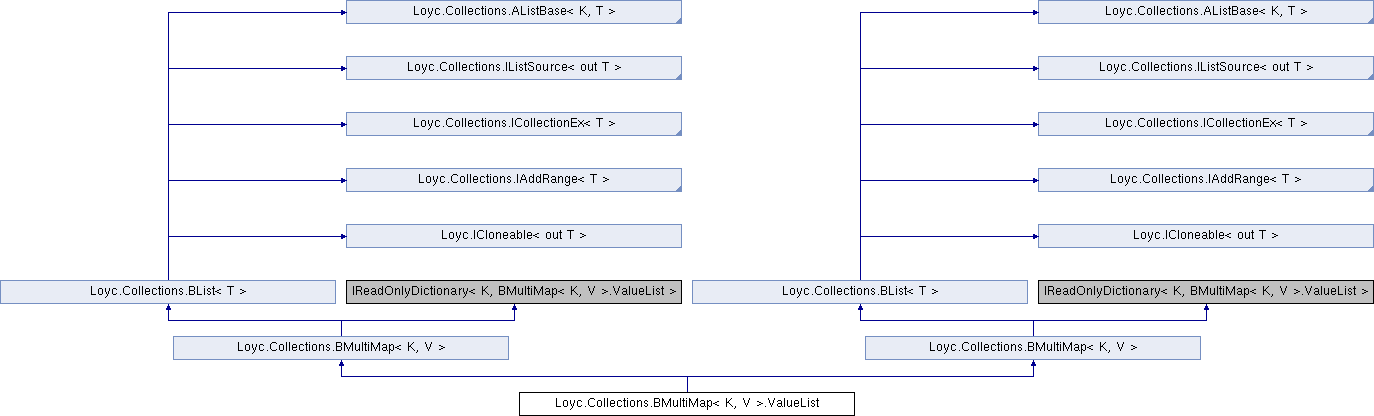 Loyc.Collections.AListBase< K, T >
Loyc.Collections.AListBase< K, T >
Loyc.Collections.IListSource< out T >
Loyc.Collections.IListSource< out T >
Loyc.Collections.ICollectionEx< T >
Loyc.Collections.ICollectionEx< T >
Loyc.Collections.IAddRange< T >
Loyc.Collections.IAddRange< T >
Loyc.ICloneable< out T >
Loyc.ICloneable< out T >
Loyc.Collections.BList< T >
IReadOnlyDictionary< K, BMultiMap< K, V >.ValueList >
Loyc.Collections.BList< T >
IReadOnlyDictionary< K, BMultiMap< K, V >.ValueList >
Loyc.Collections.BMultiMap< K, V >
Loyc.Collections.BMultiMap< K, V >
Loyc.Collections.BMultiMap< K, V >.ValueList